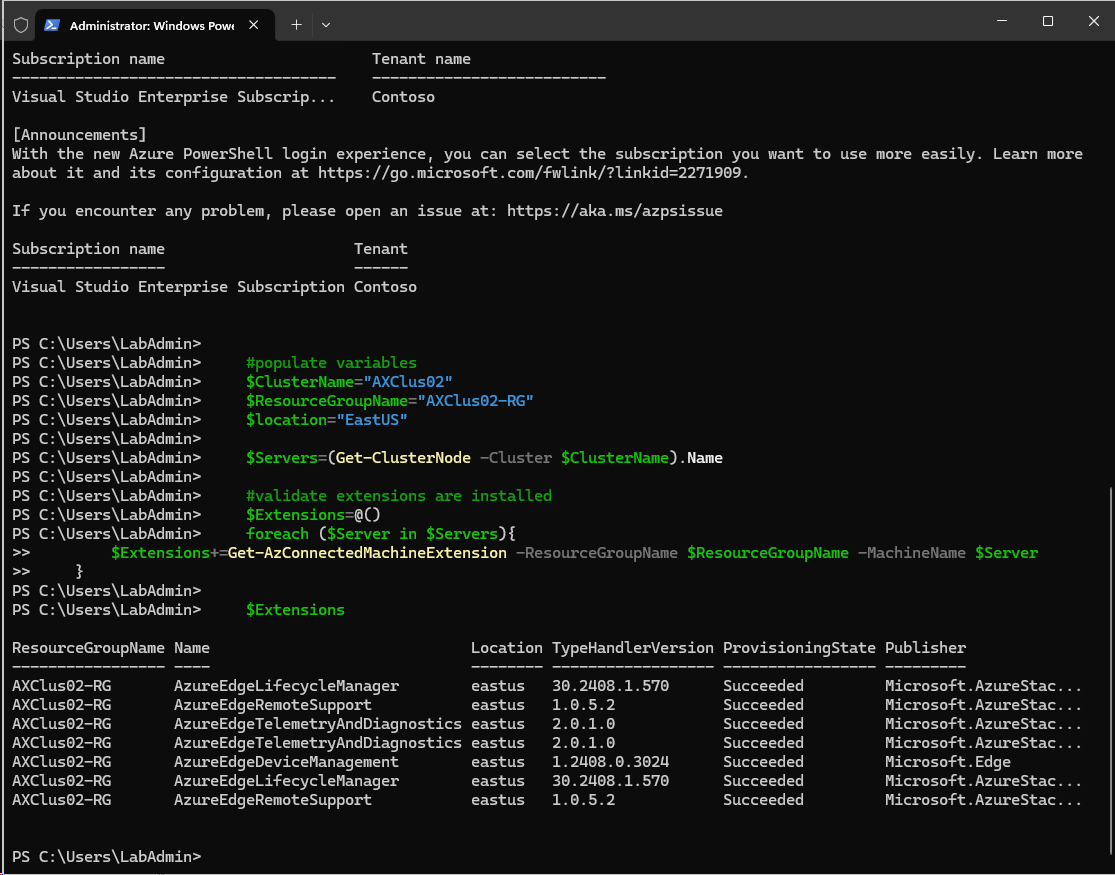 Administrator: Windows Powe
Subscription name                      Tenant name
------------------------------------   --------------------------
Visual Studio Enterprise Subscrip...    Contoso
[Announcements]
With the new Azure PowerShell login experience, you can select the subscription you want to use more easily. Learn more
about it and its configuration at https://go.microsoft.com/fwlink/?linkid=2271909.
If you encounter any problem, please open an issue at: https://aka.ms/azpsissue
Subscription name                     Tenant
-----------------                     ------
Visual Studio Enterprise Subscription Contoso
PS C:\Users\LabAdmin>
PS C:\Users\LabAdmin>     #populate variables
PS C:\Users\LabAdmin>     $ClusterName="AXClus02"
PS C:\Users\LabAdmin>     $ResourceGroupName="AXClus02-RG"
PS C:\Users\LabAdmin>     $location="EastUS"
PS C:\Users\LabAdmin>
PS C:\Users\LabAdmin>     $Servers=(Get-ClusterNode -Cluster $ClusterName).Name
PS C:\Users\LabAdmin>
PS C:\Users\LabAdmin>     #validate extensions are installed
PS C:\Users\LabAdmin>     $Extensions=@()
PS C:\Users\LabAdmin>     foreach ($Server in $Servers){
>>         $Extensions+=Get-AzConnectedMachineExtension -ResourceGroupName $ResourceGroupName -MachineName $Server
>>     }
PS C:\Users\LabAdmin>
PS C:\Users\LabAdmin>     $Extensions
ResourceGroupName Name                             Location TypeHandlerVersion ProvisioningState Publisher
----------------- ----                             -------- ------------------ ----------------- ---------
AXClus02-RG       AzureEdgeLifecycleManager        eastus   30.2408.1.570      Succeeded         Microsoft.AzureStac...
AXClus02-RG       AzureEdgeRemoteSupport           eastus   1.0.5.2            Succeeded         Microsoft.AzureStac...
AXClus02-RG       AzureEdgeTelemetryAndDiagnostics eastus   2.0.1.0            Succeeded         Microsoft.AzureStac...
AXClus02-RG       AzureEdgeTelemetryAndDiagnostics eastus   2.0.1.0            Succeeded         Microsoft.AzureStac...
AXClus02-RG       AzureEdgeDeviceManagement        eastus   1.2408.0.3024      Succeeded         Microsoft.Edge
AXClus02-RG       AzureEdgeLifecycleManager        eastus   30.2408.1.570      Succeeded         Microsoft.AzureStac...
AXClus02-RG       AzureEdgeRemoteSupport           eastus   1.0.5.2            Succeeded         Microsoft.AzureStac...
PS C:\Users\LabAdmin>